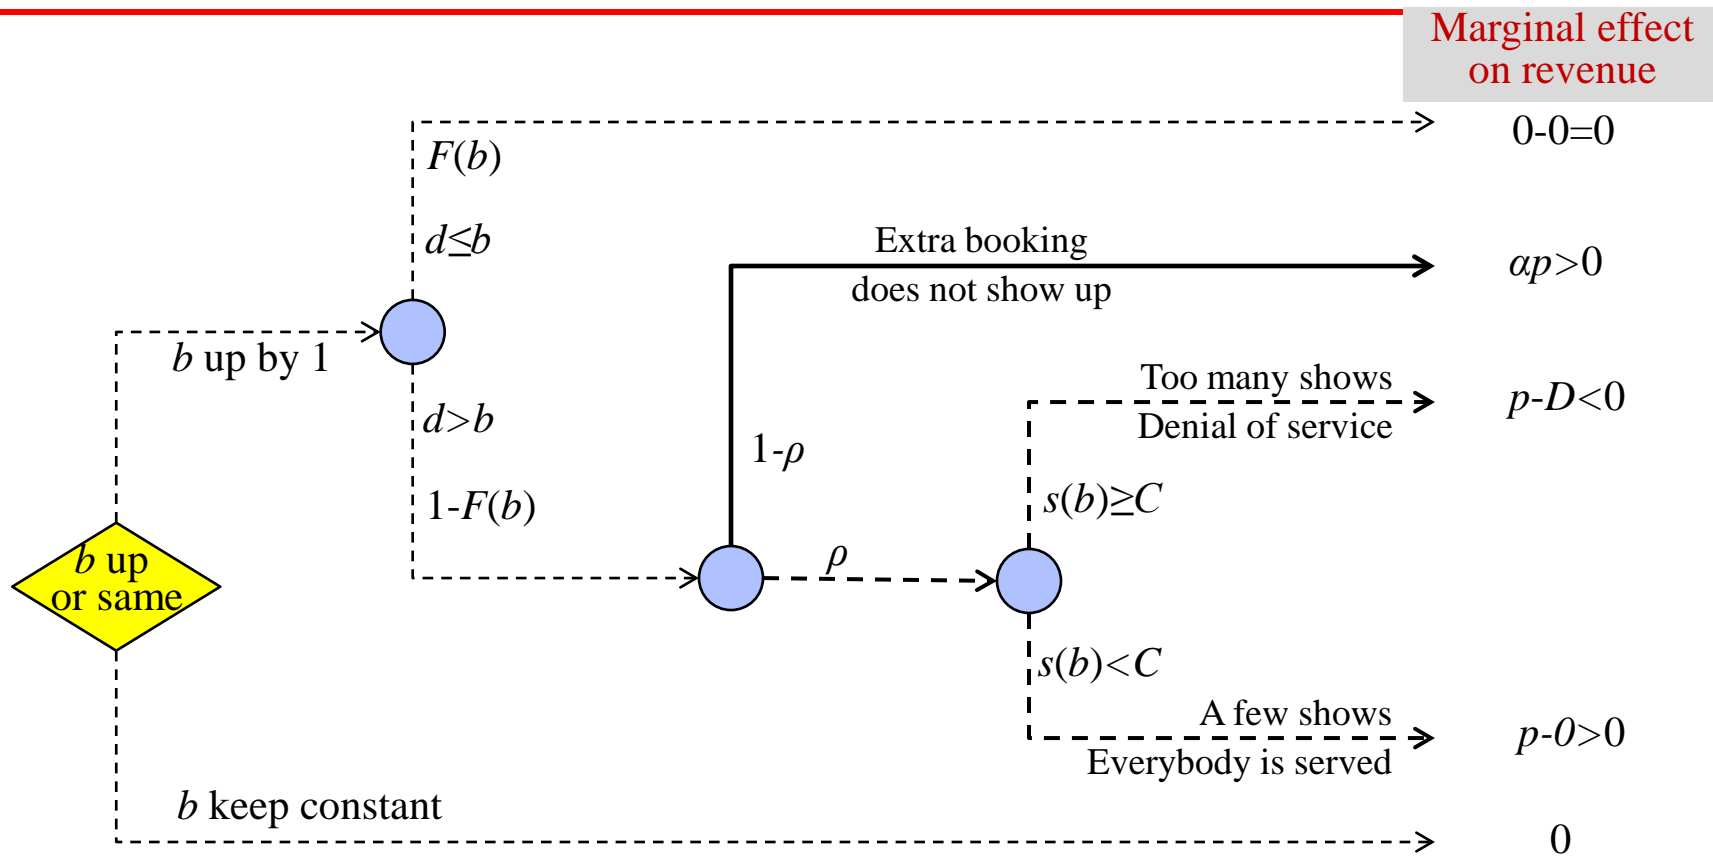 Marginal effect
on revenue
F(b)
0-0=0
d≤b
Extra booking
does not show up
αp>0
b up by 1
Too many shows
Denial of service
p-D<0
d>b
1-ρ
1-F(b)
s(b)≥C
b up
or same
ρ
s(b)<C
A few shows
Everybody is served
p-0>0
b keep constant
0